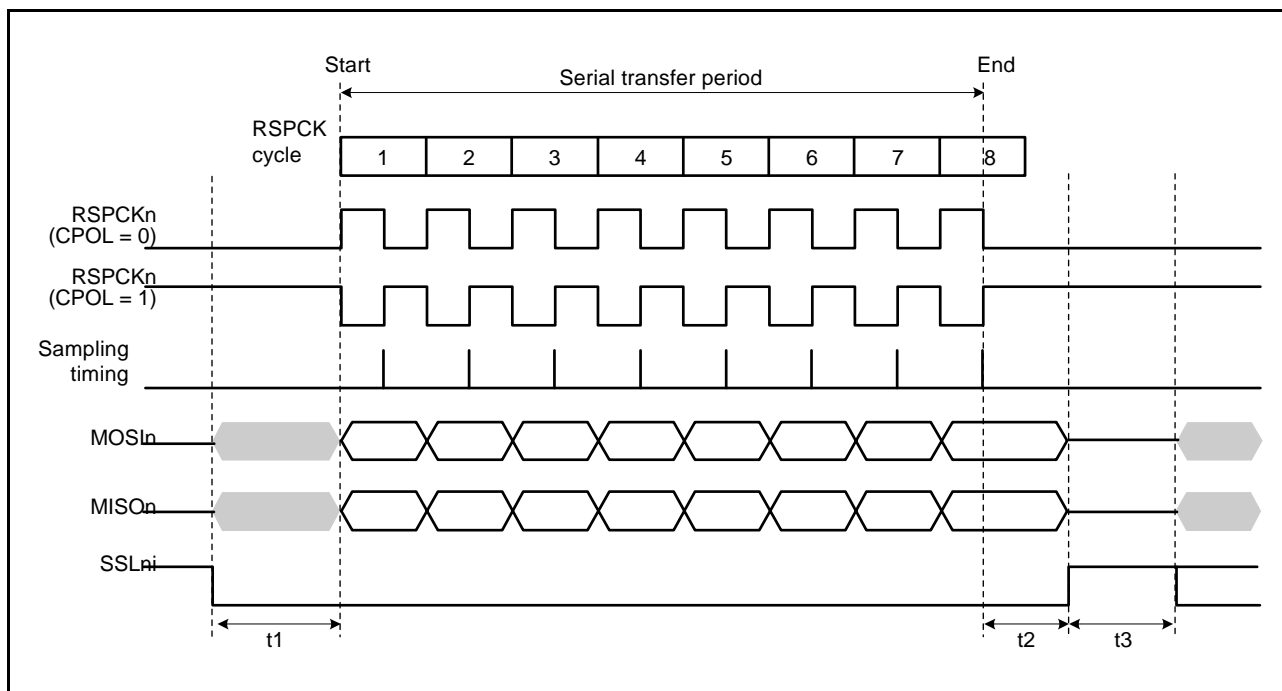 Start
End
Serial transfer period
RSPCK
cycle
1 2 3 4 5 6 7 8
RSPCKn
(CPOL = 0)
RSPCKn
(CPOL = 1)
Sampling
timing
MOSIn
MISOn
SSLni
t1
t2
t3